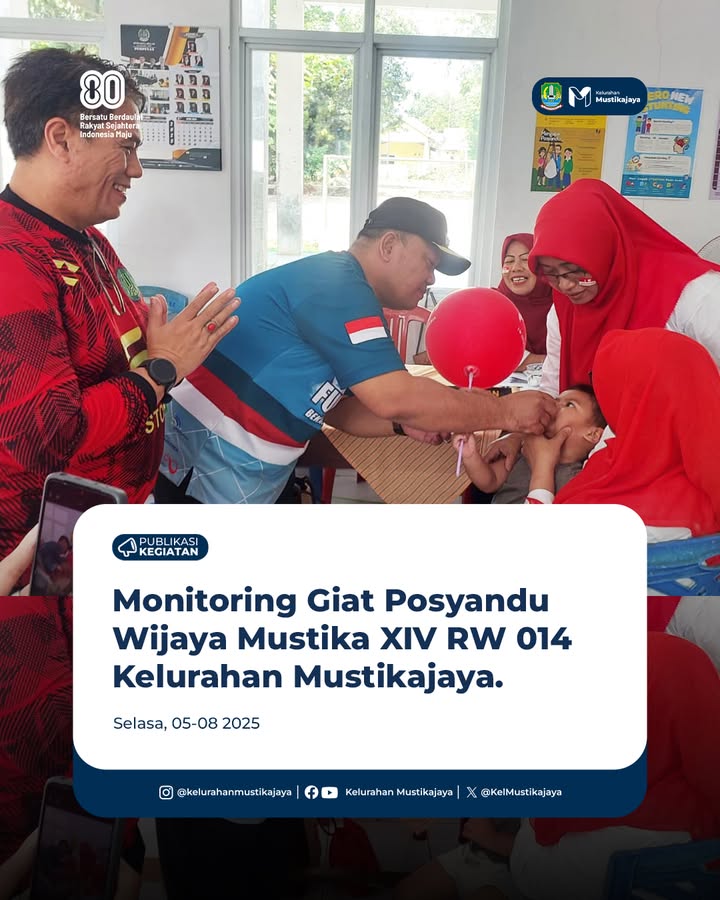 80
Bersatu Berdaulat
Rakyat Sejahtera
Indonesia Maju
Kelurahan
Mustikajaya
PUBLIKASI
KEGIATAN
Monitoring Giat Posyandu
Wijaya Mustika XIV RW 014
Kelurahan Mustikajaya.
Selasa, 05-08 2025
@kelurahanmustikajaya | Kelurahan Mustikajaya | @KelMustikajaya